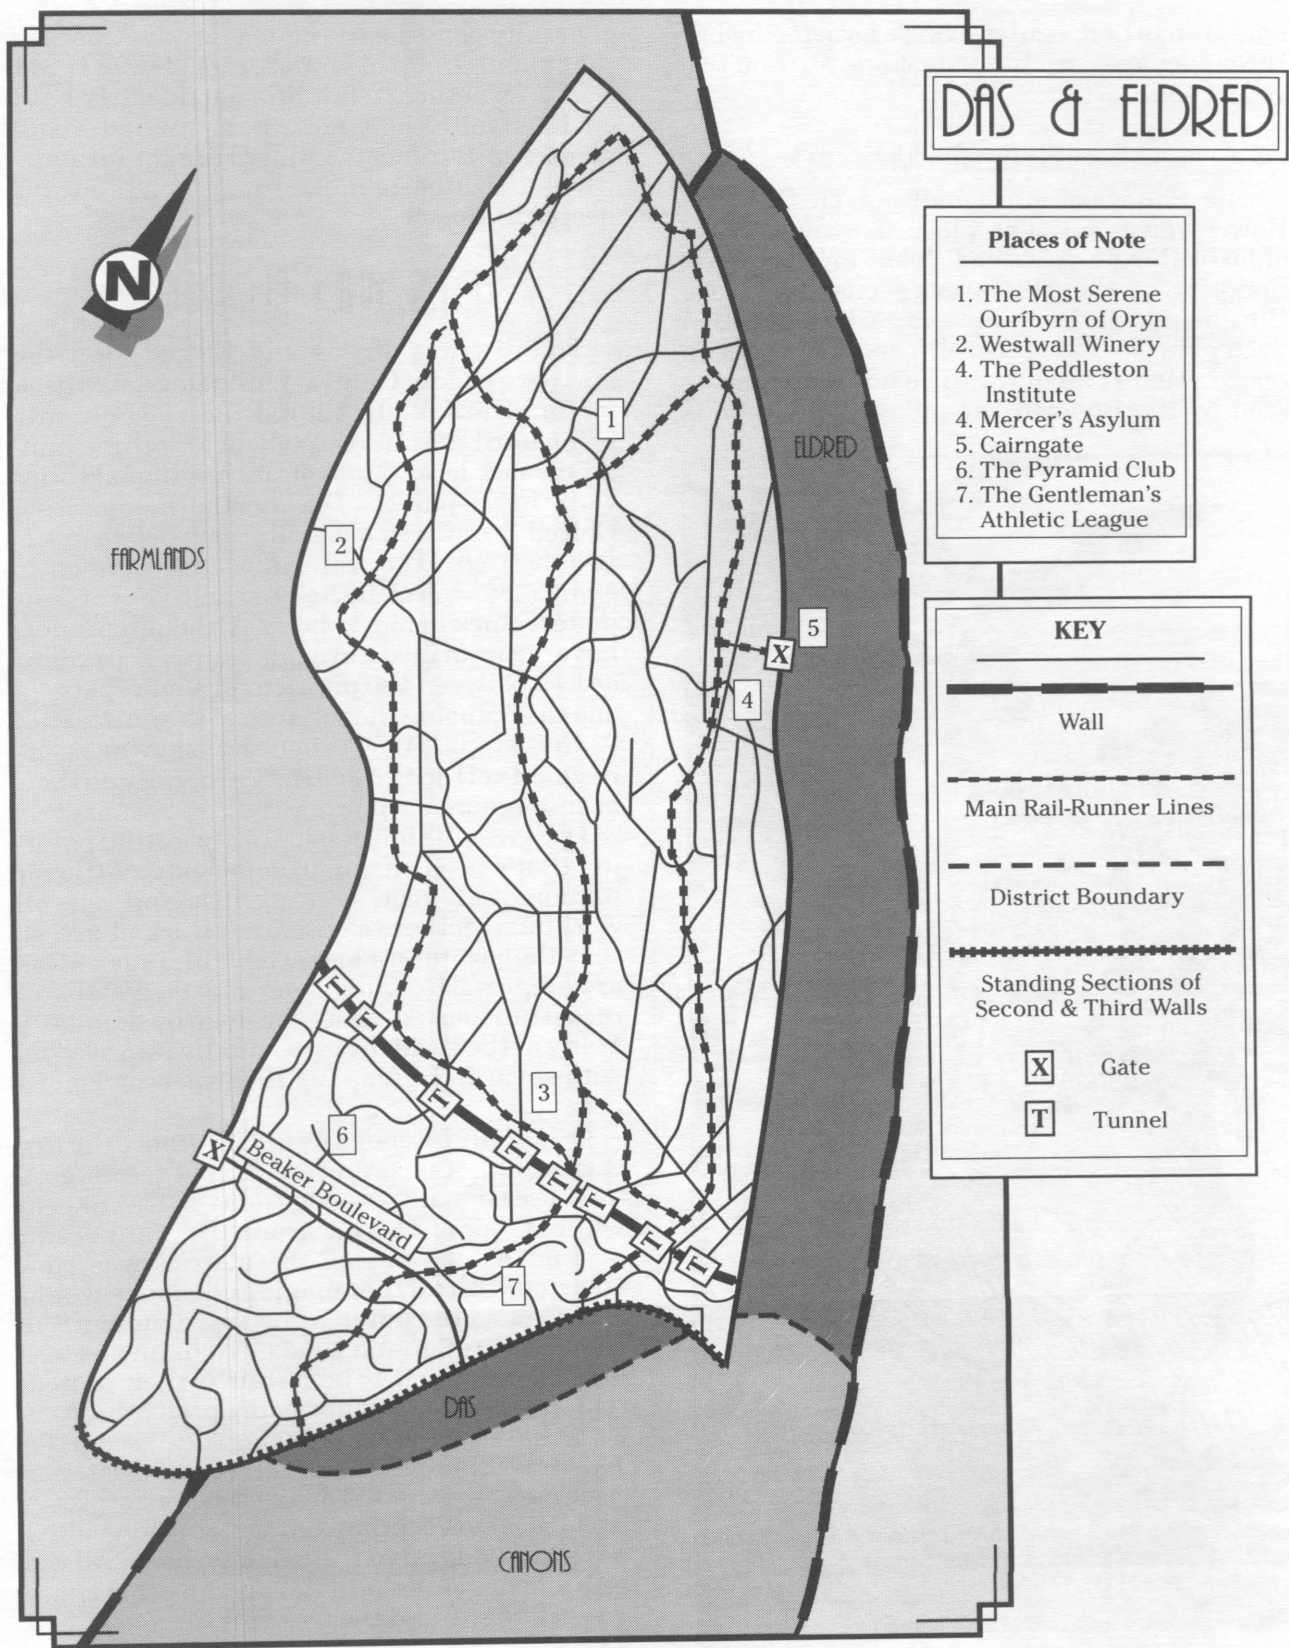 DAS & ELDRED
Places of Note
1. The Most Serene
Ouríbyrn of Oryn
2. Westwall Winery
4. The Peddleston
Institute
4. Mercer's Asylum
5. Cairngate
6. The Pyramid Club
7. The Gentleman's
Athletic League
KEY
Wall
Main Rail-Runner Lines
District Boundary
Standing Sections of
Second & Third Walls
X Gate
T Tunnel
N
1
ELDRED
2
FARMLANDS
5
X
4
T
T
3
T
6
X
Beaker Boulevard
T
T
T
T
T
7
DAS
CANONS